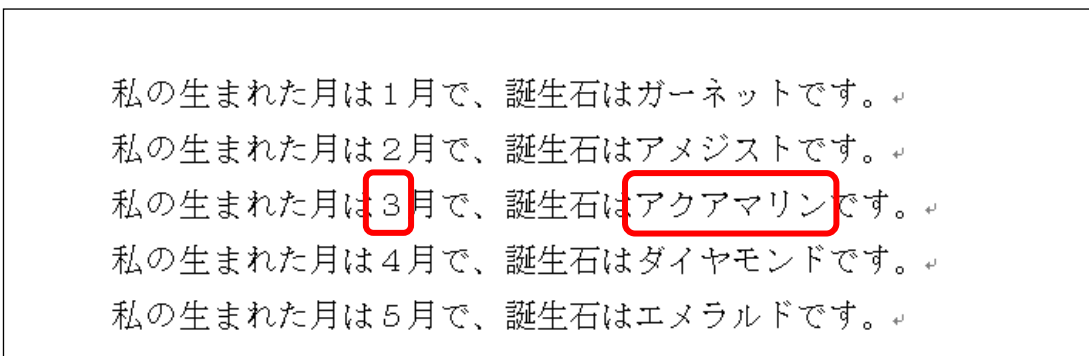 私の生まれた月は１月で、誕生石はガーネットです。
私の生まれた月は２月で、誕生石はアメジストです。
私の生まれた月は３月で、誕生石はアクアマリンです。
私の生まれた月は４月で、誕生石はダイヤモンドです。
私の生まれた月は５月で、誕生石はエメラルドです。